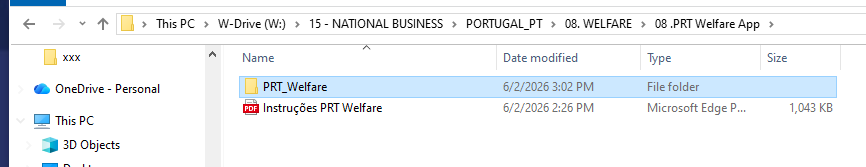 This PC > W-Drive (W:) > 15 - NATIONAL BUSINESS > PORTUGAL_PT > 08. WELFARE > 08 .PRT Welfare App >
xxx
OneDrive - Personal
This PC
3D Objects
Name Date modified Type Size
PRT_Welfare 6/2/2026 3:02 PM File folder
PDF Instruções PRT Welfare 6/2/2026 2:26 PM Microsoft Edge P... 1,043 KB